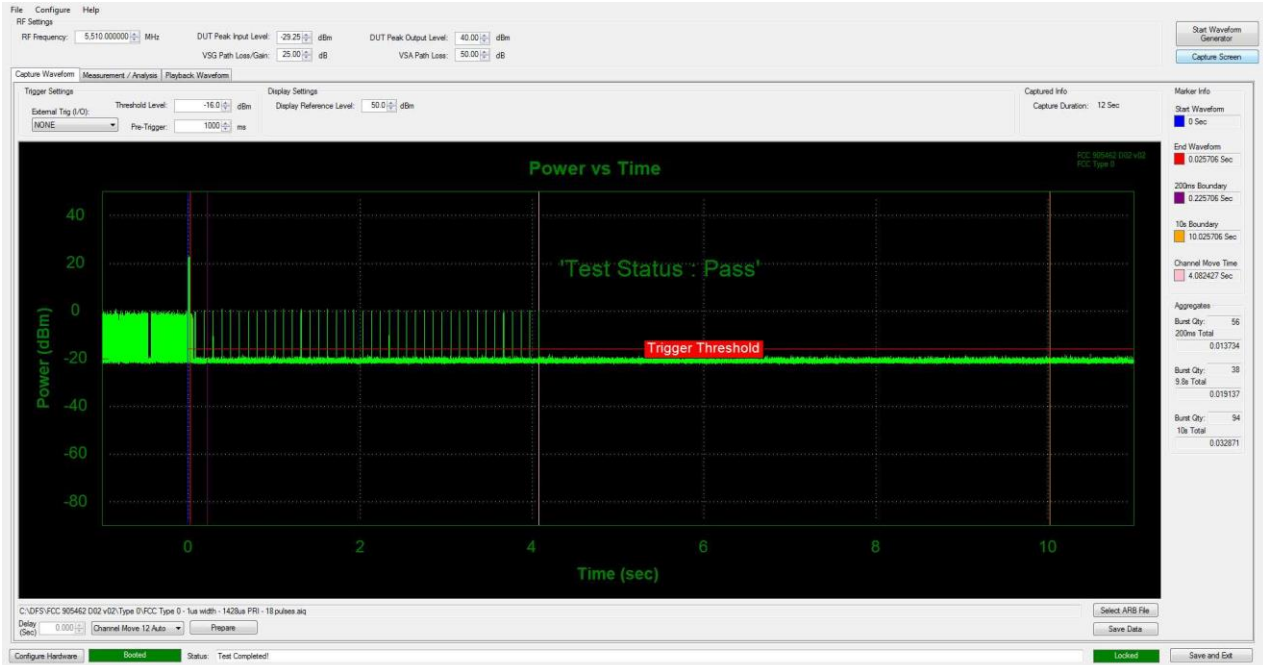 File Configure Help
RF Settings
RF Frequency: 5,510.000000 MHz DUT Peak Input Level: -29.25 dBm DUT Peak Output Level: 40.00 dBm
VSG Path Loss/Gain: 25.00 dB VSA Path Loss: 50.00 dB
Start Waveform
Generator
Capture Screen
Capture Waveform Measurement / Analysis Playback Waveform
Trigger Settings
External Trig (I/O):
NONE
Threshold Level: -16.0 dBm
Pre-Trigger: 1000 ms
Display Settings
Display Reference Level: 50.0 dBm
Captured Info
Capture Duration: 12 Sec
Marker Info
Start Waveform
0 Sec
End Waveform
0.025706 Sec
200ms Boundary
0.225706 Sec
10s Boundary
10.025706 Sec
Channel Move Time
4.082427 Sec
Aggregates
Burst Qty: 56
200ms Total
0.013734
Burst Qty: 38
9.8s Total
0.019137
Burst Qty: 94
10s Total
0.032871
Power vs Time
FCC 905462 D02 v02
FCC Type 0
'Test Status : Pass'
Trigger Threshold
Power (dBm)
40
20
0
-20
-40
-60
-80
0 2 4 6 8 10
Time (sec)
C:\DFS\FCC 905462 D02 v02\Type 0\FCC Type 0 - 1us width - 1428us PRI - 18 pulses.aiq
Select ARB File
Delay
(Sec) 0.000 Channel Move 12 Auto Prepare
Save Data
Configure Hardware Booted Status: Test Completed! Locked Save and Exit